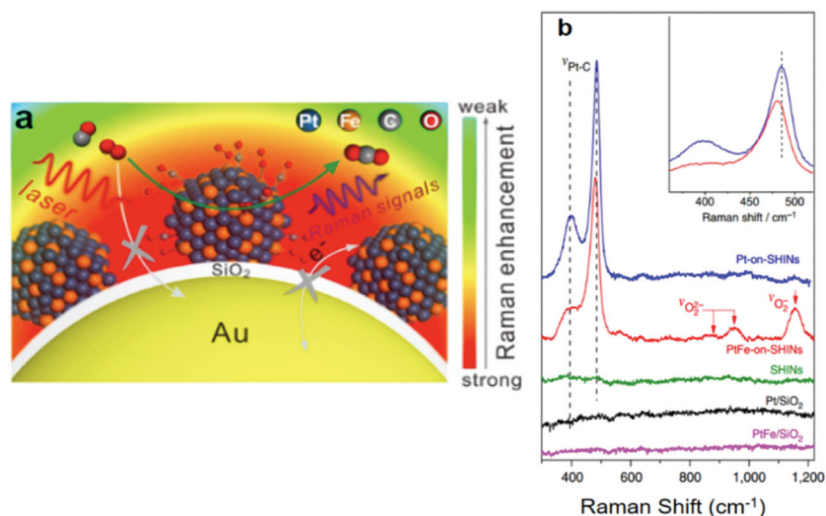 a
Pt Fe C O
weak
laser
Raman signals
e-
SiO₂
Au
strong
Raman enhancement
b
νPt-C
400 450 500
Raman shift / cm⁻¹
Pt-on-SHINs
νO₂²⁻
νO₂⁻
PtFe-on-SHINs
SHINs
Pt/SiO₂
PtFe/SiO₂
400 600 800 1,000 1,200
Raman Shift (cm⁻¹)